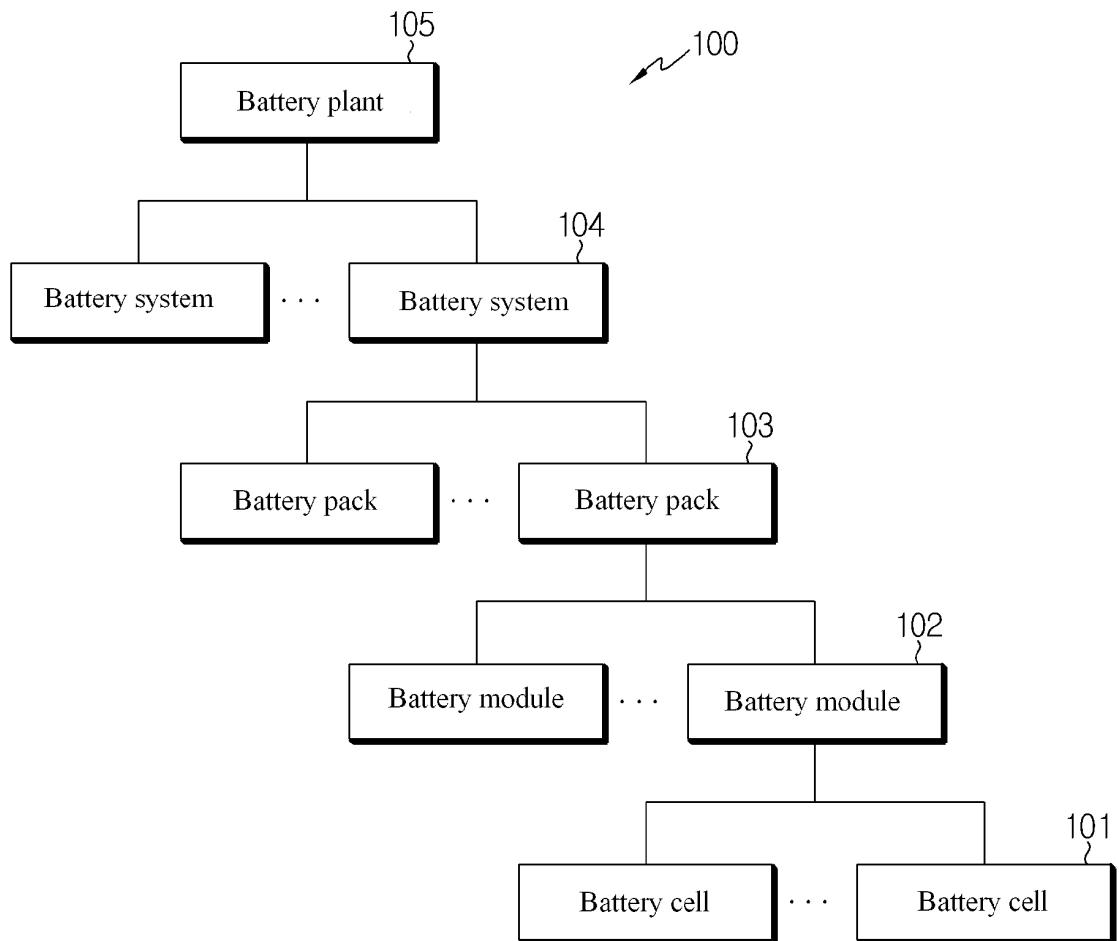 105
100
Battery plant
104
Battery system . . . Battery system
103
Battery pack . . . Battery pack
102
Battery module . . . Battery module
101
Battery cell . . . Battery cell